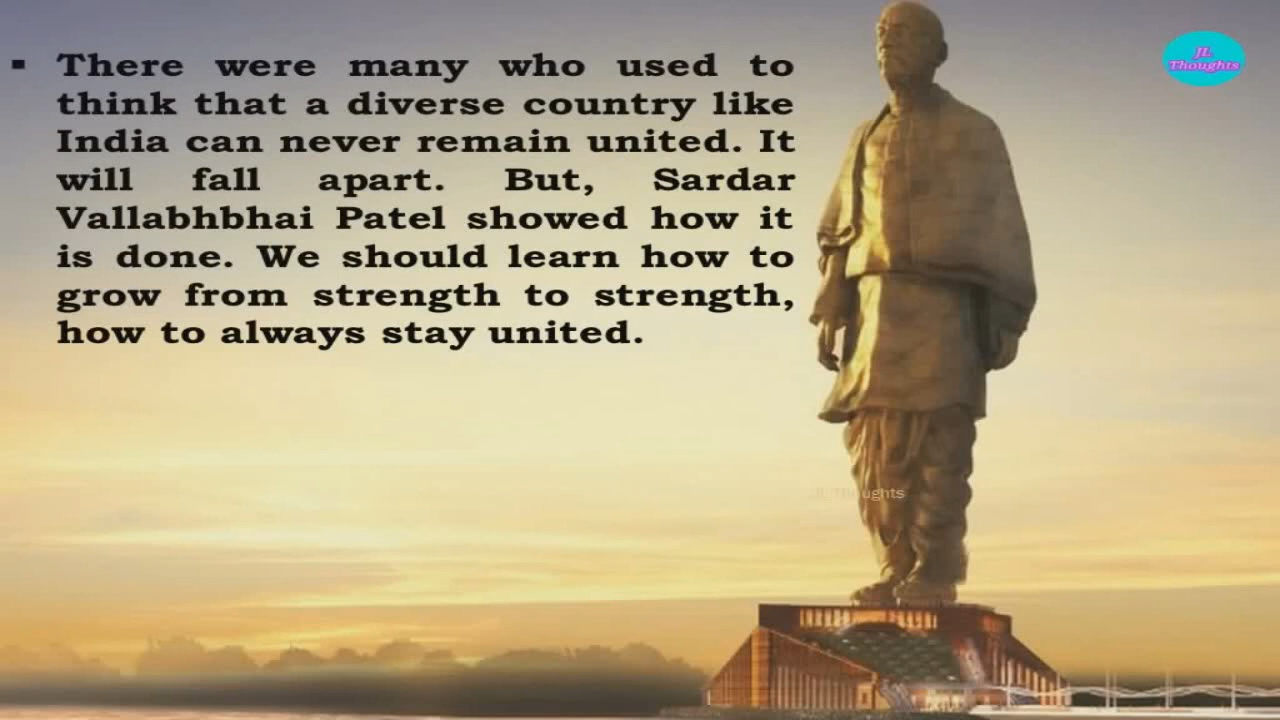 ▪ There were many who used to
think that a diverse country like
India can never remain united. It
will fall apart. But, Sardar
Vallabhbhai Patel showed how it
is done. We should learn how to
grow from strength to strength,
how to always stay united.
JL
Thoughts
JL Thoughts